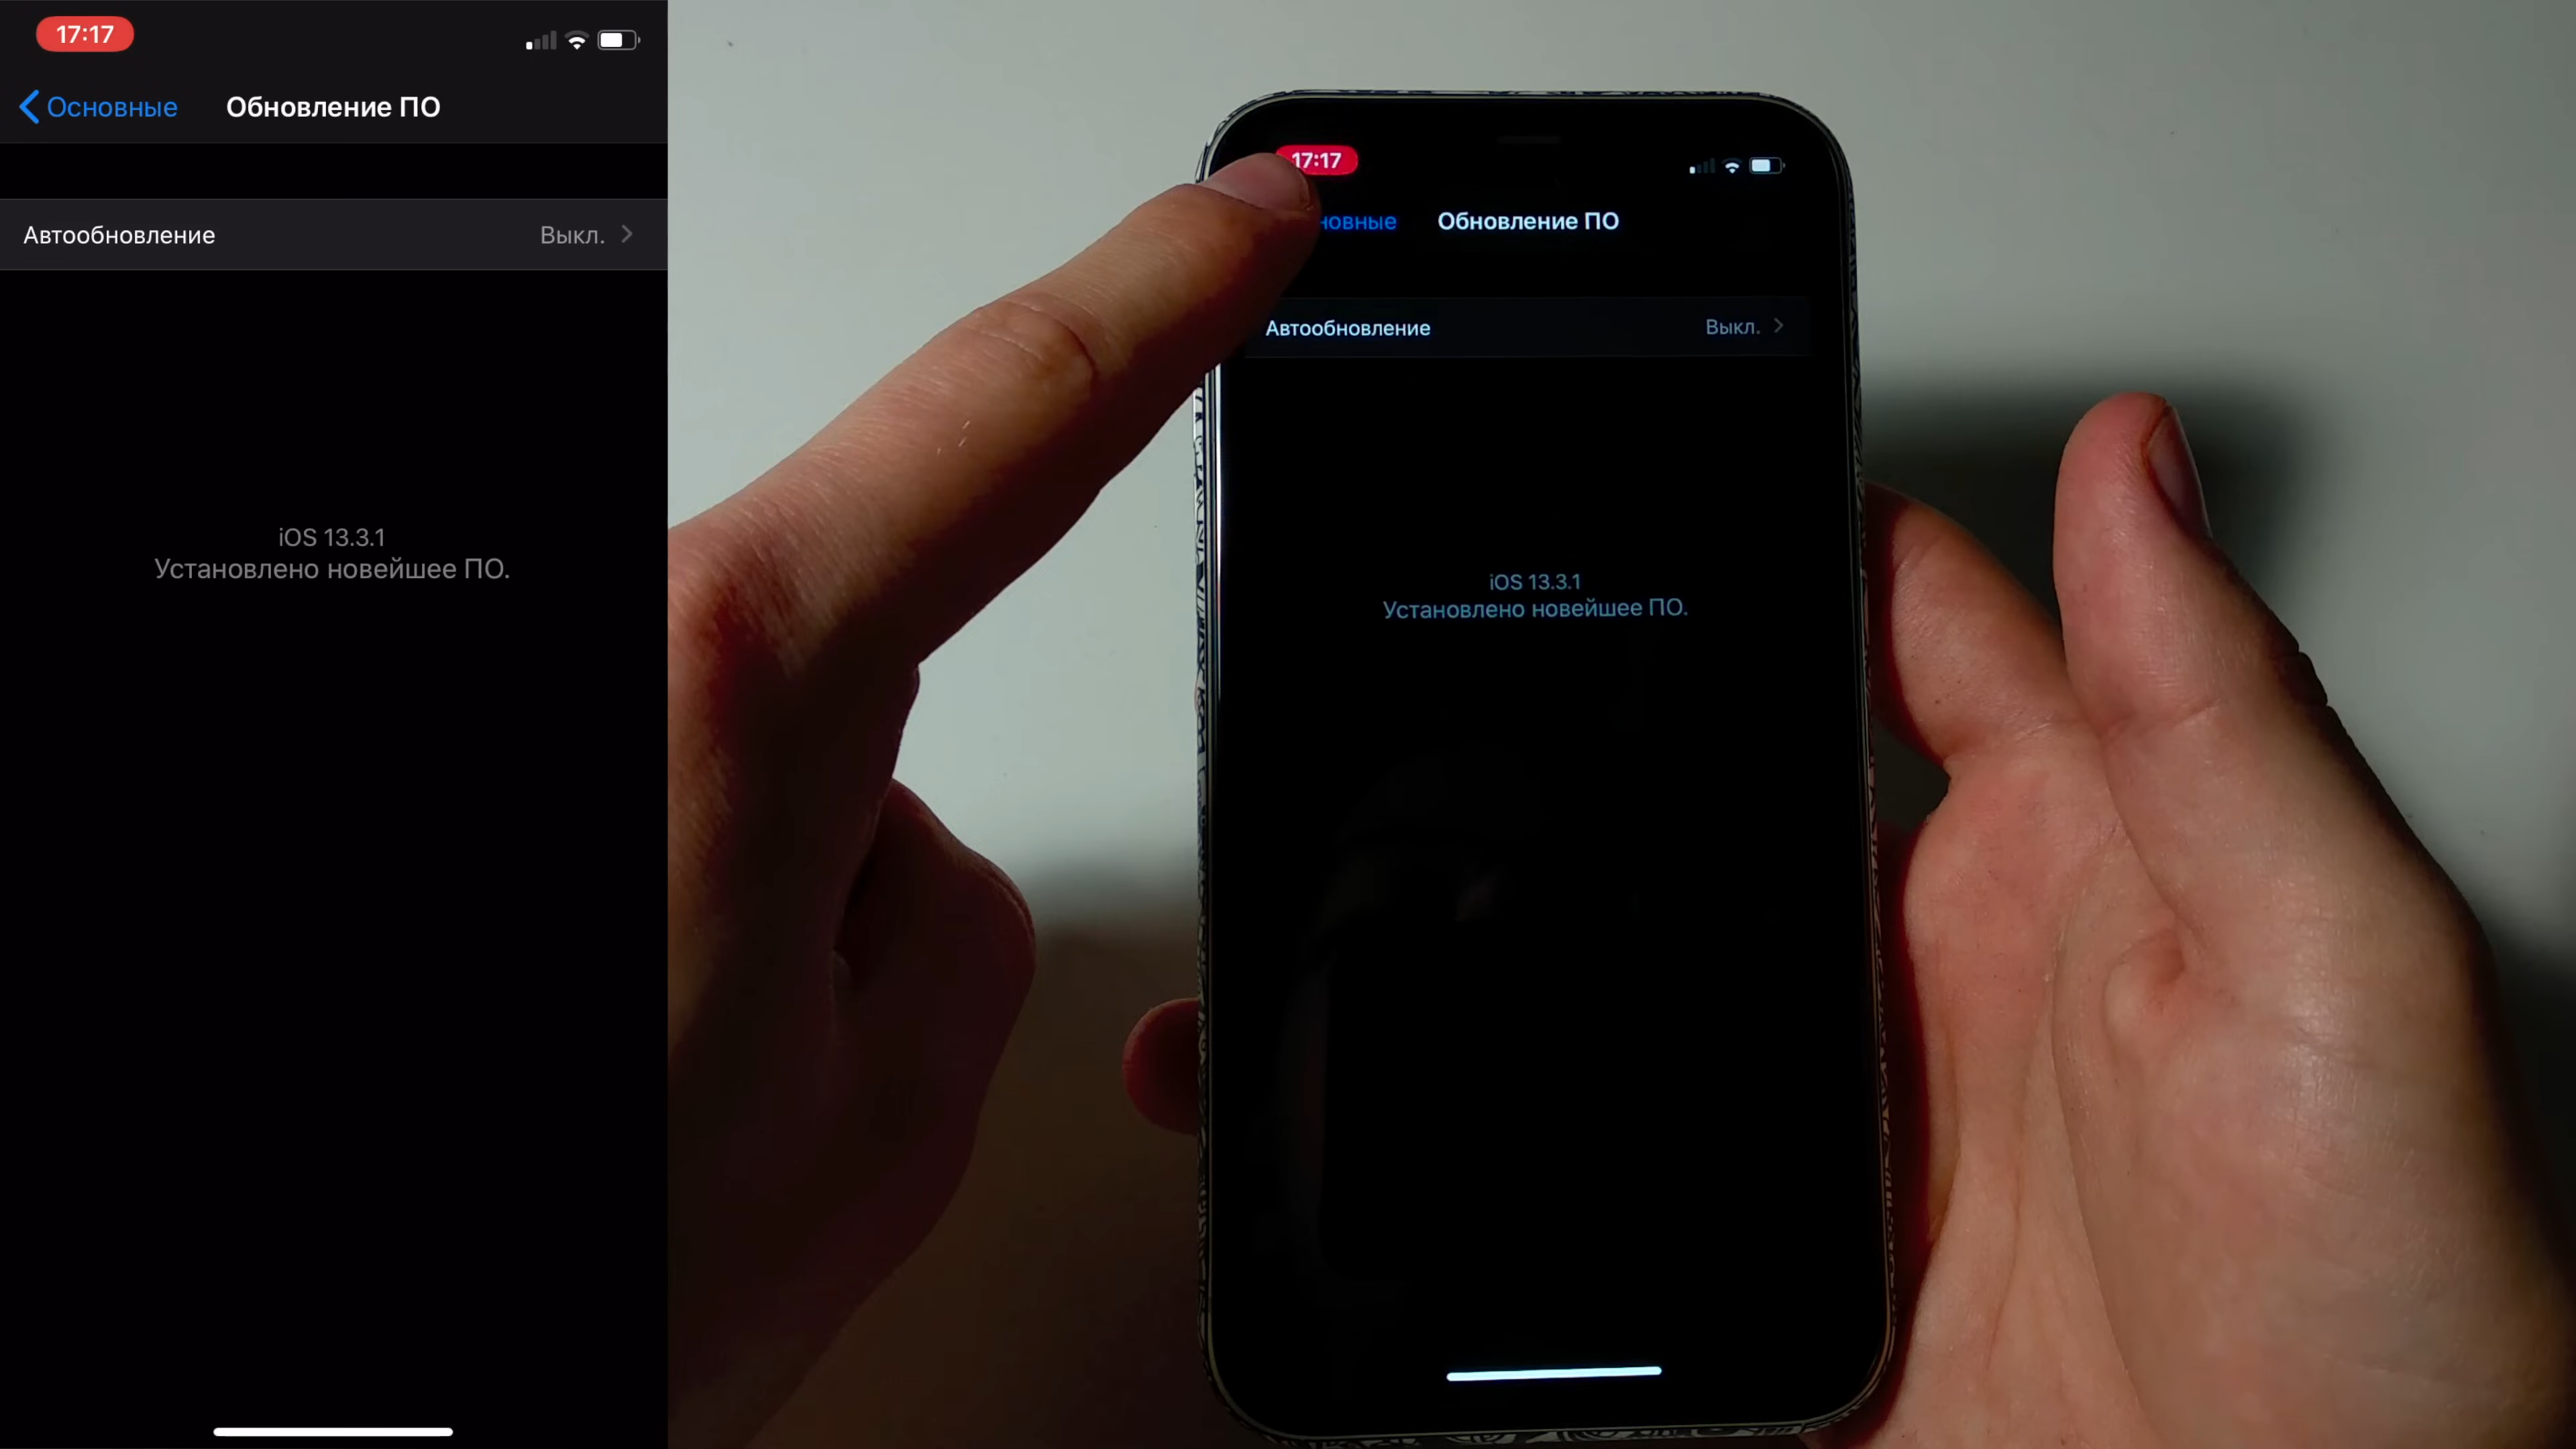 17:17
Основные
Обновление ПО
Автообновление
Выкл.
iOS 13.3.1
Установлено новейшее ПО.
17:17
новные
Обновление ПО
Автообновление
Выкл.
iOS 13.3.1
Установлено новейшее ПО.